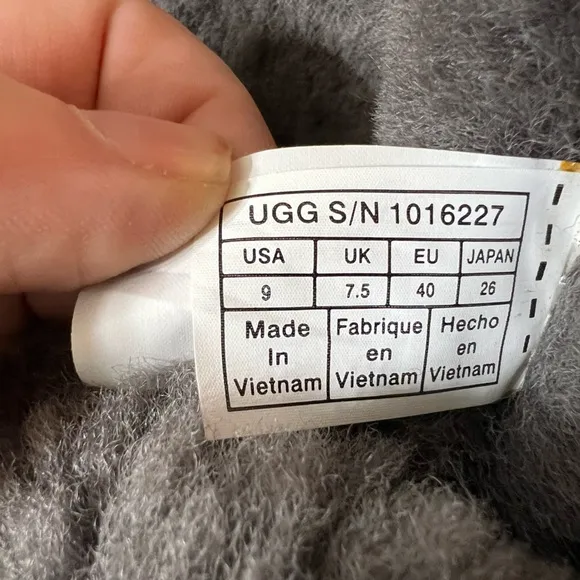 UGG S/N 1016227
USA UK EU JAPAN
9 7.5 40 26
Made Fabrique Hecho
In en en
Vietnam Vietnam Vietnam